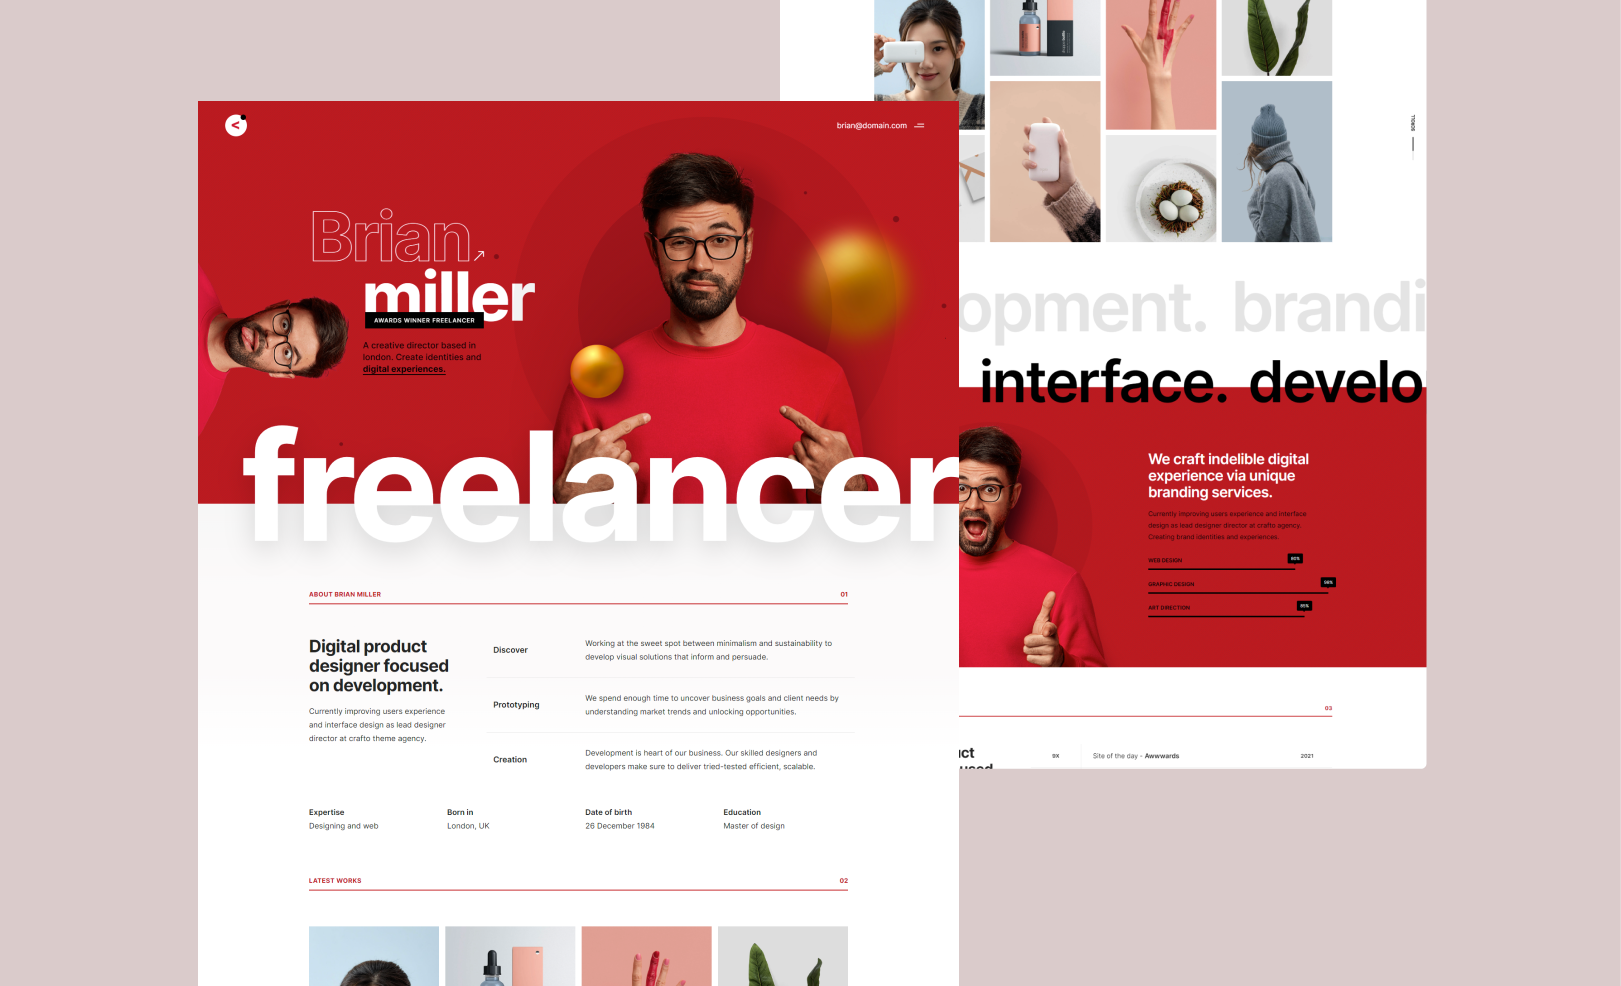 brian@domain.com
Brian
miller
AWARDS WINNER FREELANCER
A creative director based in
london. Create identities and
digital experiences.
freelancer
ABOUT BRIAN MILLER 01
Digital product
designer focused
on development.
Currently improving users experience
and interface design as lead designer
director at crafto theme agency.
Discover
Working at the sweet spot between minimalism and sustainability to
develop visual solutions that inform and persuade.
Prototyping
We spend enough time to uncover business goals and client needs by
understanding market trends and unlocking opportunities.
Creation
Development is heart of our business. Our skilled designers and
developers make sure to deliver tried-tested efficient, scalable.
Expertise
Designing and web
Born in
London, UK
Date of birth
26 December 1984
Education
Master of design
LATEST WORKS 02
SCROLL
opment. brandi
interface. develo
We craft indelible digital
experience via unique
branding services.
Currently improving users experience and interface
design as lead designer director at crafto agency.
Creating brand identities and experiences.
WEB DESIGN
GRAPHIC DESIGN
ART DIRECTION 85%
03
ict
used
Site of the day - Awwwards 2021